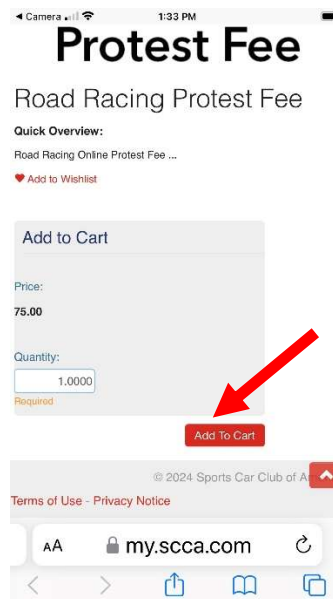 Camera
1:33 PM
Protest Fee
Road Racing Protest Fee
Quick Overview:
Road Racing Online Protest Fee ...
Add to Wishlist
Add to Cart
Price:
75.00
Quantity:
1.0000
Required
Add To Cart
© 2024 Sports Car Club of
Terms of Use - Privacy Notice
AA
my.scca.com